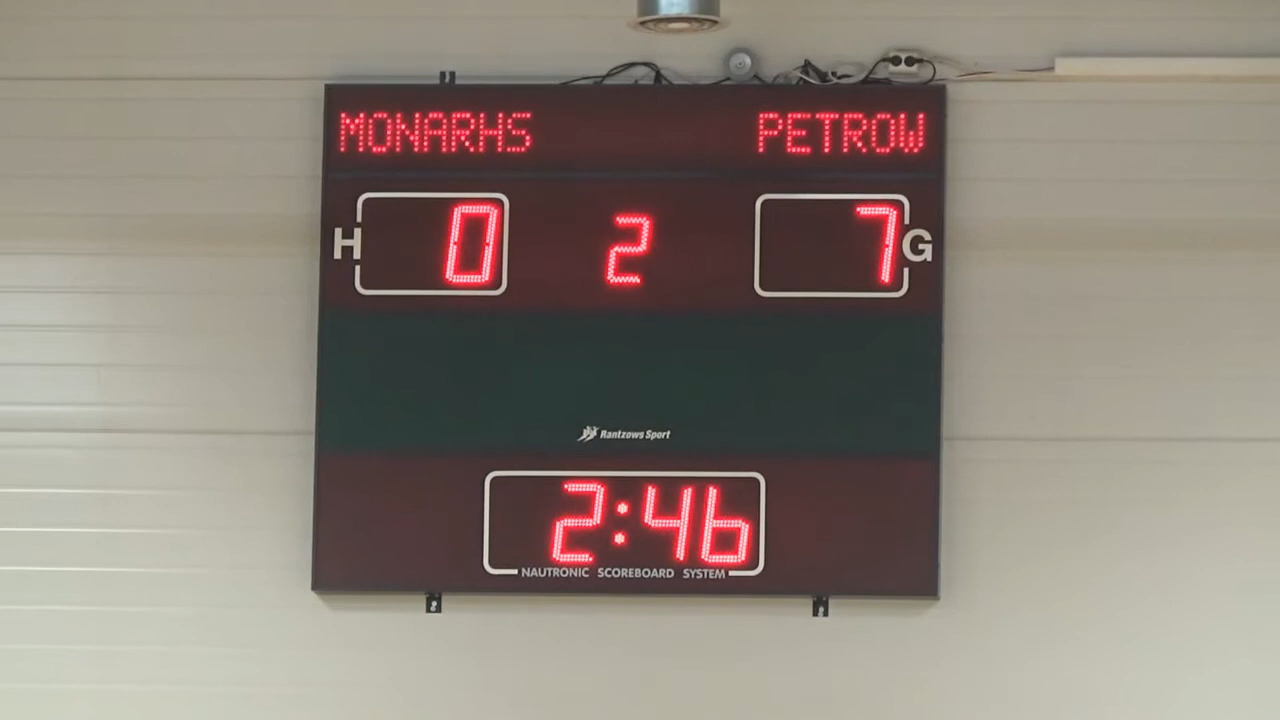 MONARHS PETROW
H 0 2 7 G
Rantzows Sport
2:46
NAUTRONIC SCOREBOARD SYSTEM